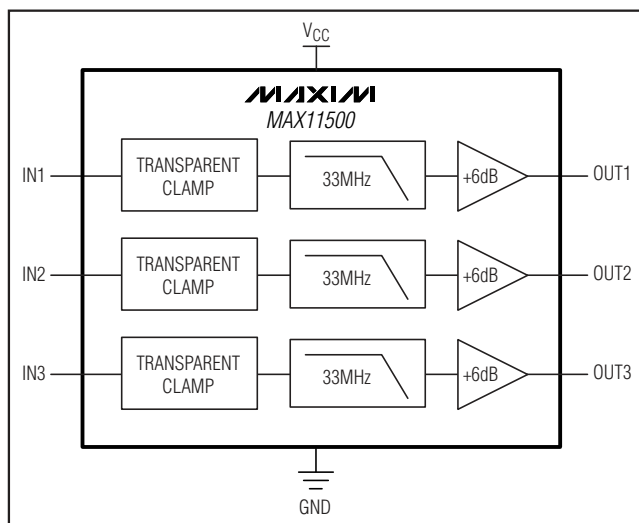 VCC
MAXIM
MAX11500
IN1
TRANSPARENT
CLAMP
33MHz
+6dB
OUT1
IN2
TRANSPARENT
CLAMP
33MHz
+6dB
OUT2
IN3
TRANSPARENT
CLAMP
33MHz
+6dB
OUT3
GND